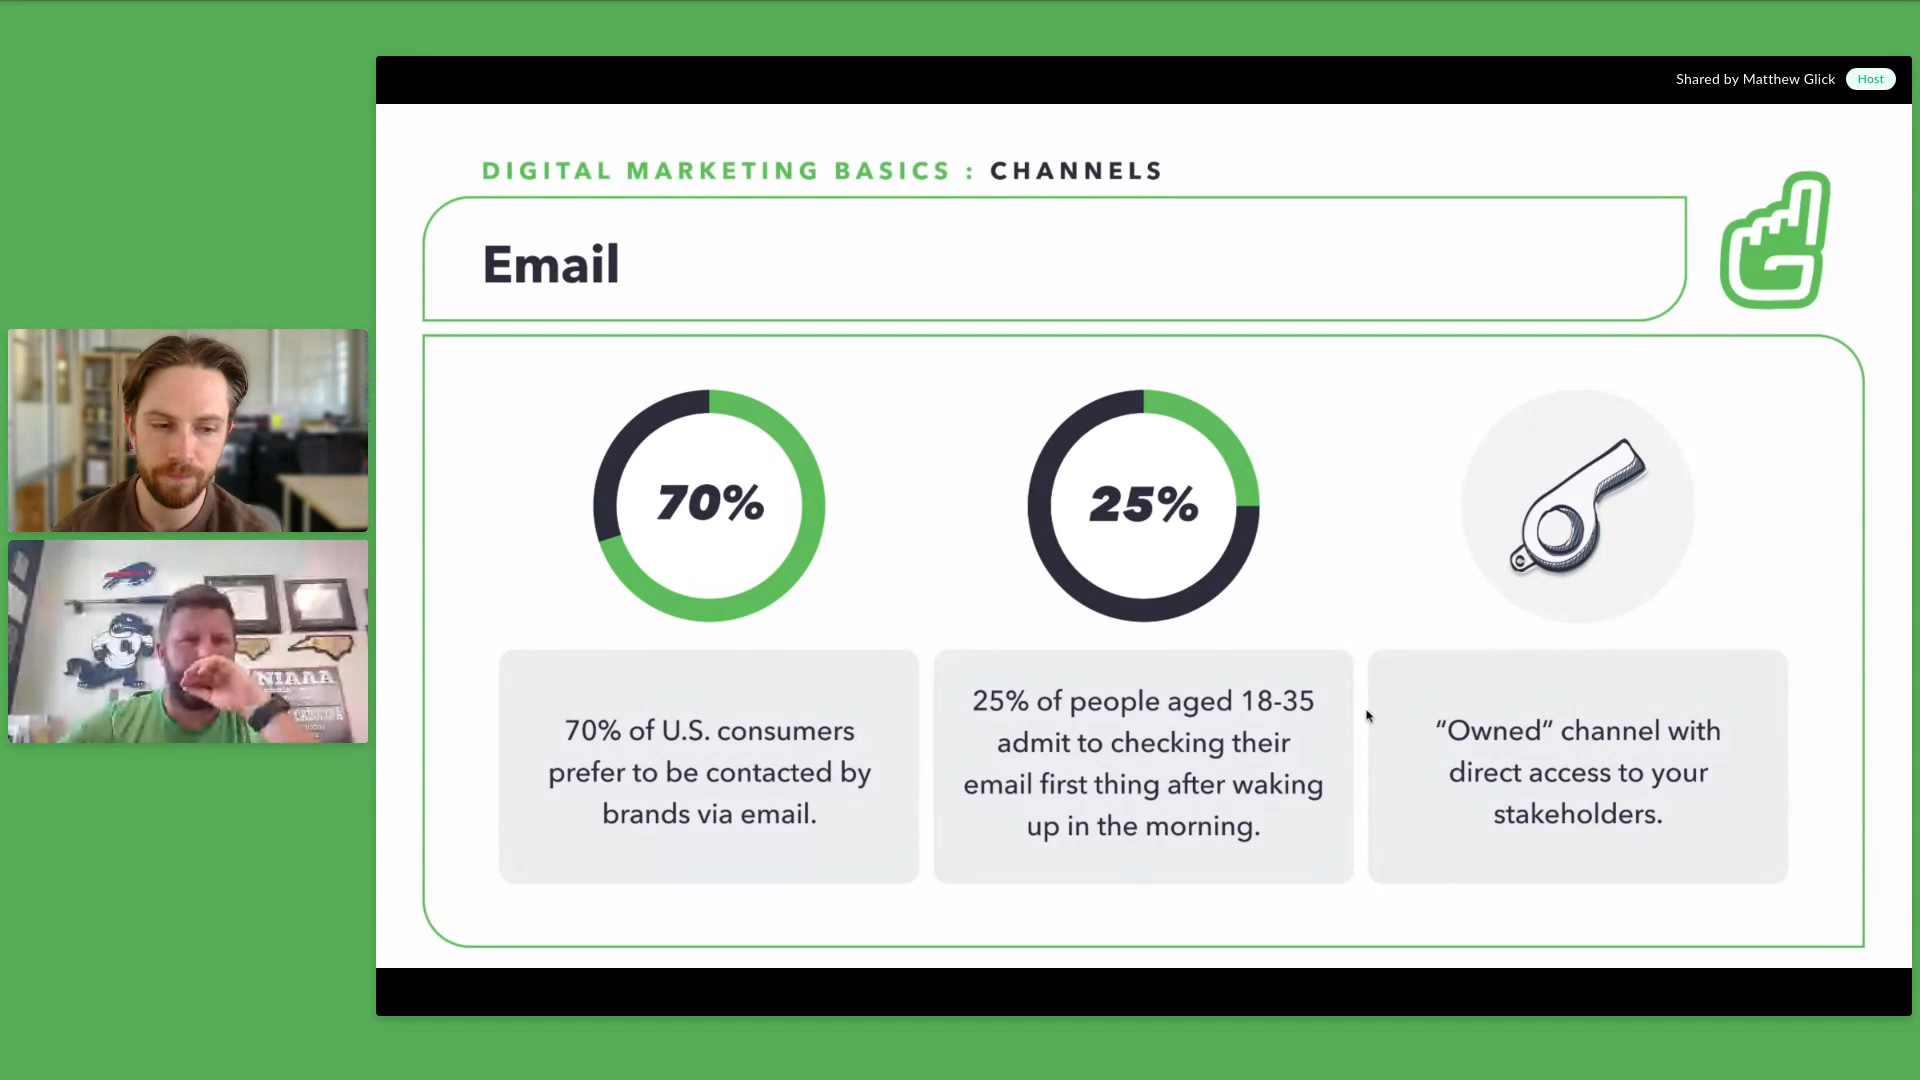 Shared by Matthew Glick Host
DIGITAL MARKETING BASICS : CHANNELS
Email
70%
25%
70% of U.S. consumers
prefer to be contacted by
brands via email.
25% of people aged 18-35
admit to checking their
email first thing after waking
up in the morning.
“Owned” channel with
direct access to your
stakeholders.
NIAAA